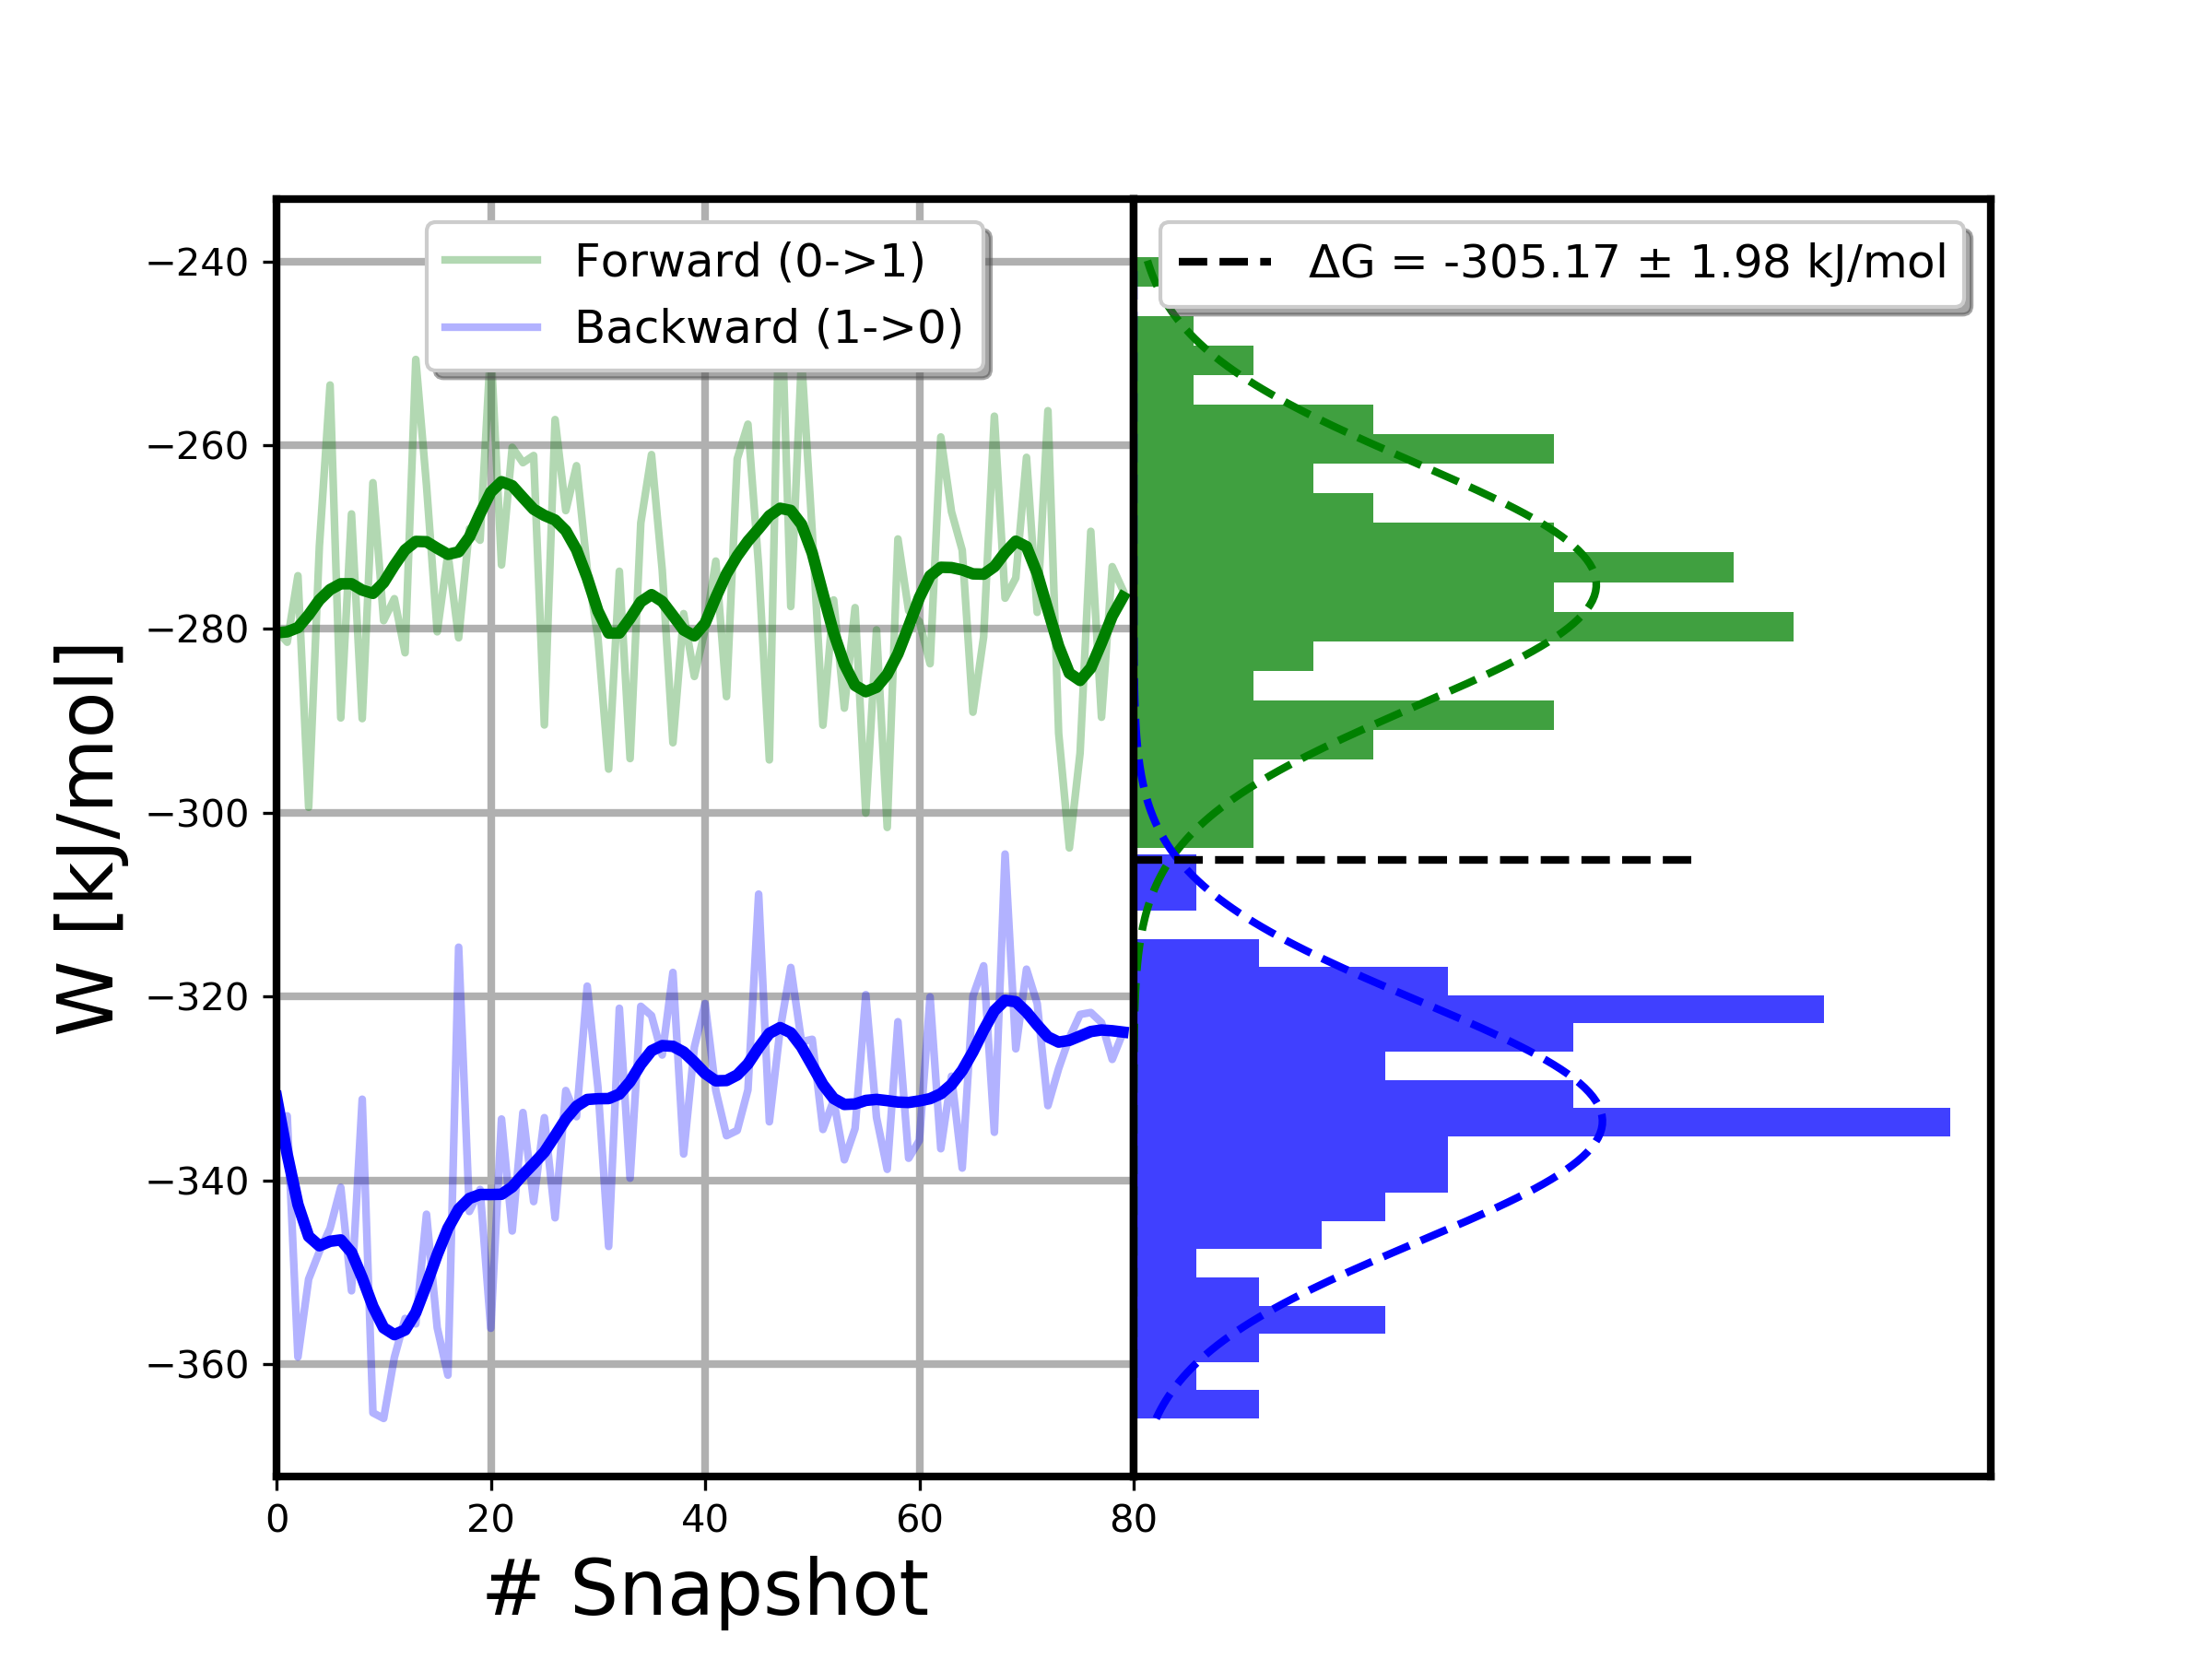 Forward (0->1)
Backward (1->0)
ΔG = -305.17 ± 1.98 kJ/mol
W [kJ/mol]
−240
−260
−280
−300
−320
−340
−360
0 20 40 60 80
# Snapshot